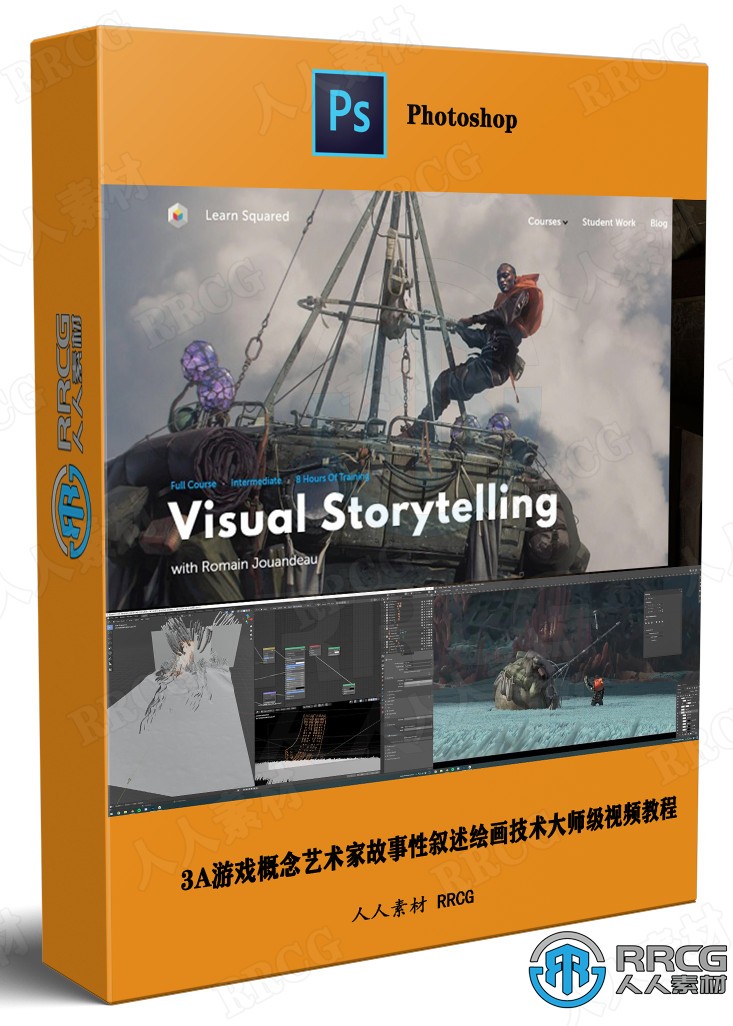 Ps
Photoshop
Learn Squared
Courses
Student Work
Blog
RRCG
人人素材
Full Course · Intermediate · 8 Hours Of Training
Visual Storytelling
with Romain Jouandeau
3A游戏概念艺术家故事性叙述绘画技术大师级视频教程
人人素材 RRCG
RRCG
人人素材